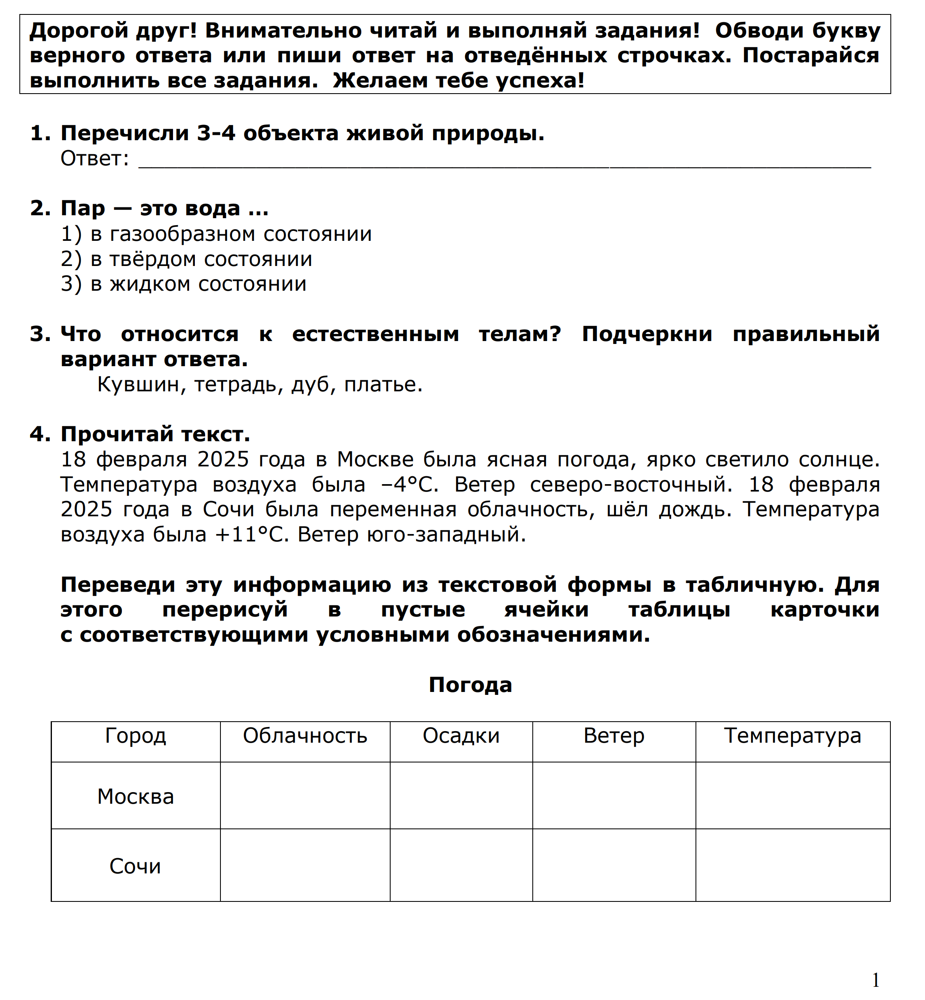 Дорогой друг! Внимательно читай и выполняй задания!  Обводи букву
верного ответа или пиши ответ на отведённых строчках. Постарайся
выполнить все задания.  Желаем тебе успеха!
1. Перечисли 3-4 объекта живой природы.
Ответ: ________________________________________________________
2. Пар — это вода …
1) в газообразном состоянии
2) в твёрдом состоянии
3) в жидком состоянии
3. Что относится к естественным телам? Подчеркни правильный
вариант ответа.
Кувшин, тетрадь, дуб, платье.
4. Прочитай текст.
18 февраля 2025 года в Москве была ясная погода, ярко светило солнце.
Температура воздуха была –4°С. Ветер северо-восточный. 18 февраля
2025 года в Сочи была переменная облачность, шёл дождь. Температура
воздуха была +11°С. Ветер юго-западный.
Переведи эту информацию из текстовой формы в табличную. Для
этого перерисуй в пустые ячейки таблицы карточки
с соответствующими условными обозначениями.
Погода
Город Облачность Осадки Ветер Температура
Москва
Сочи
1